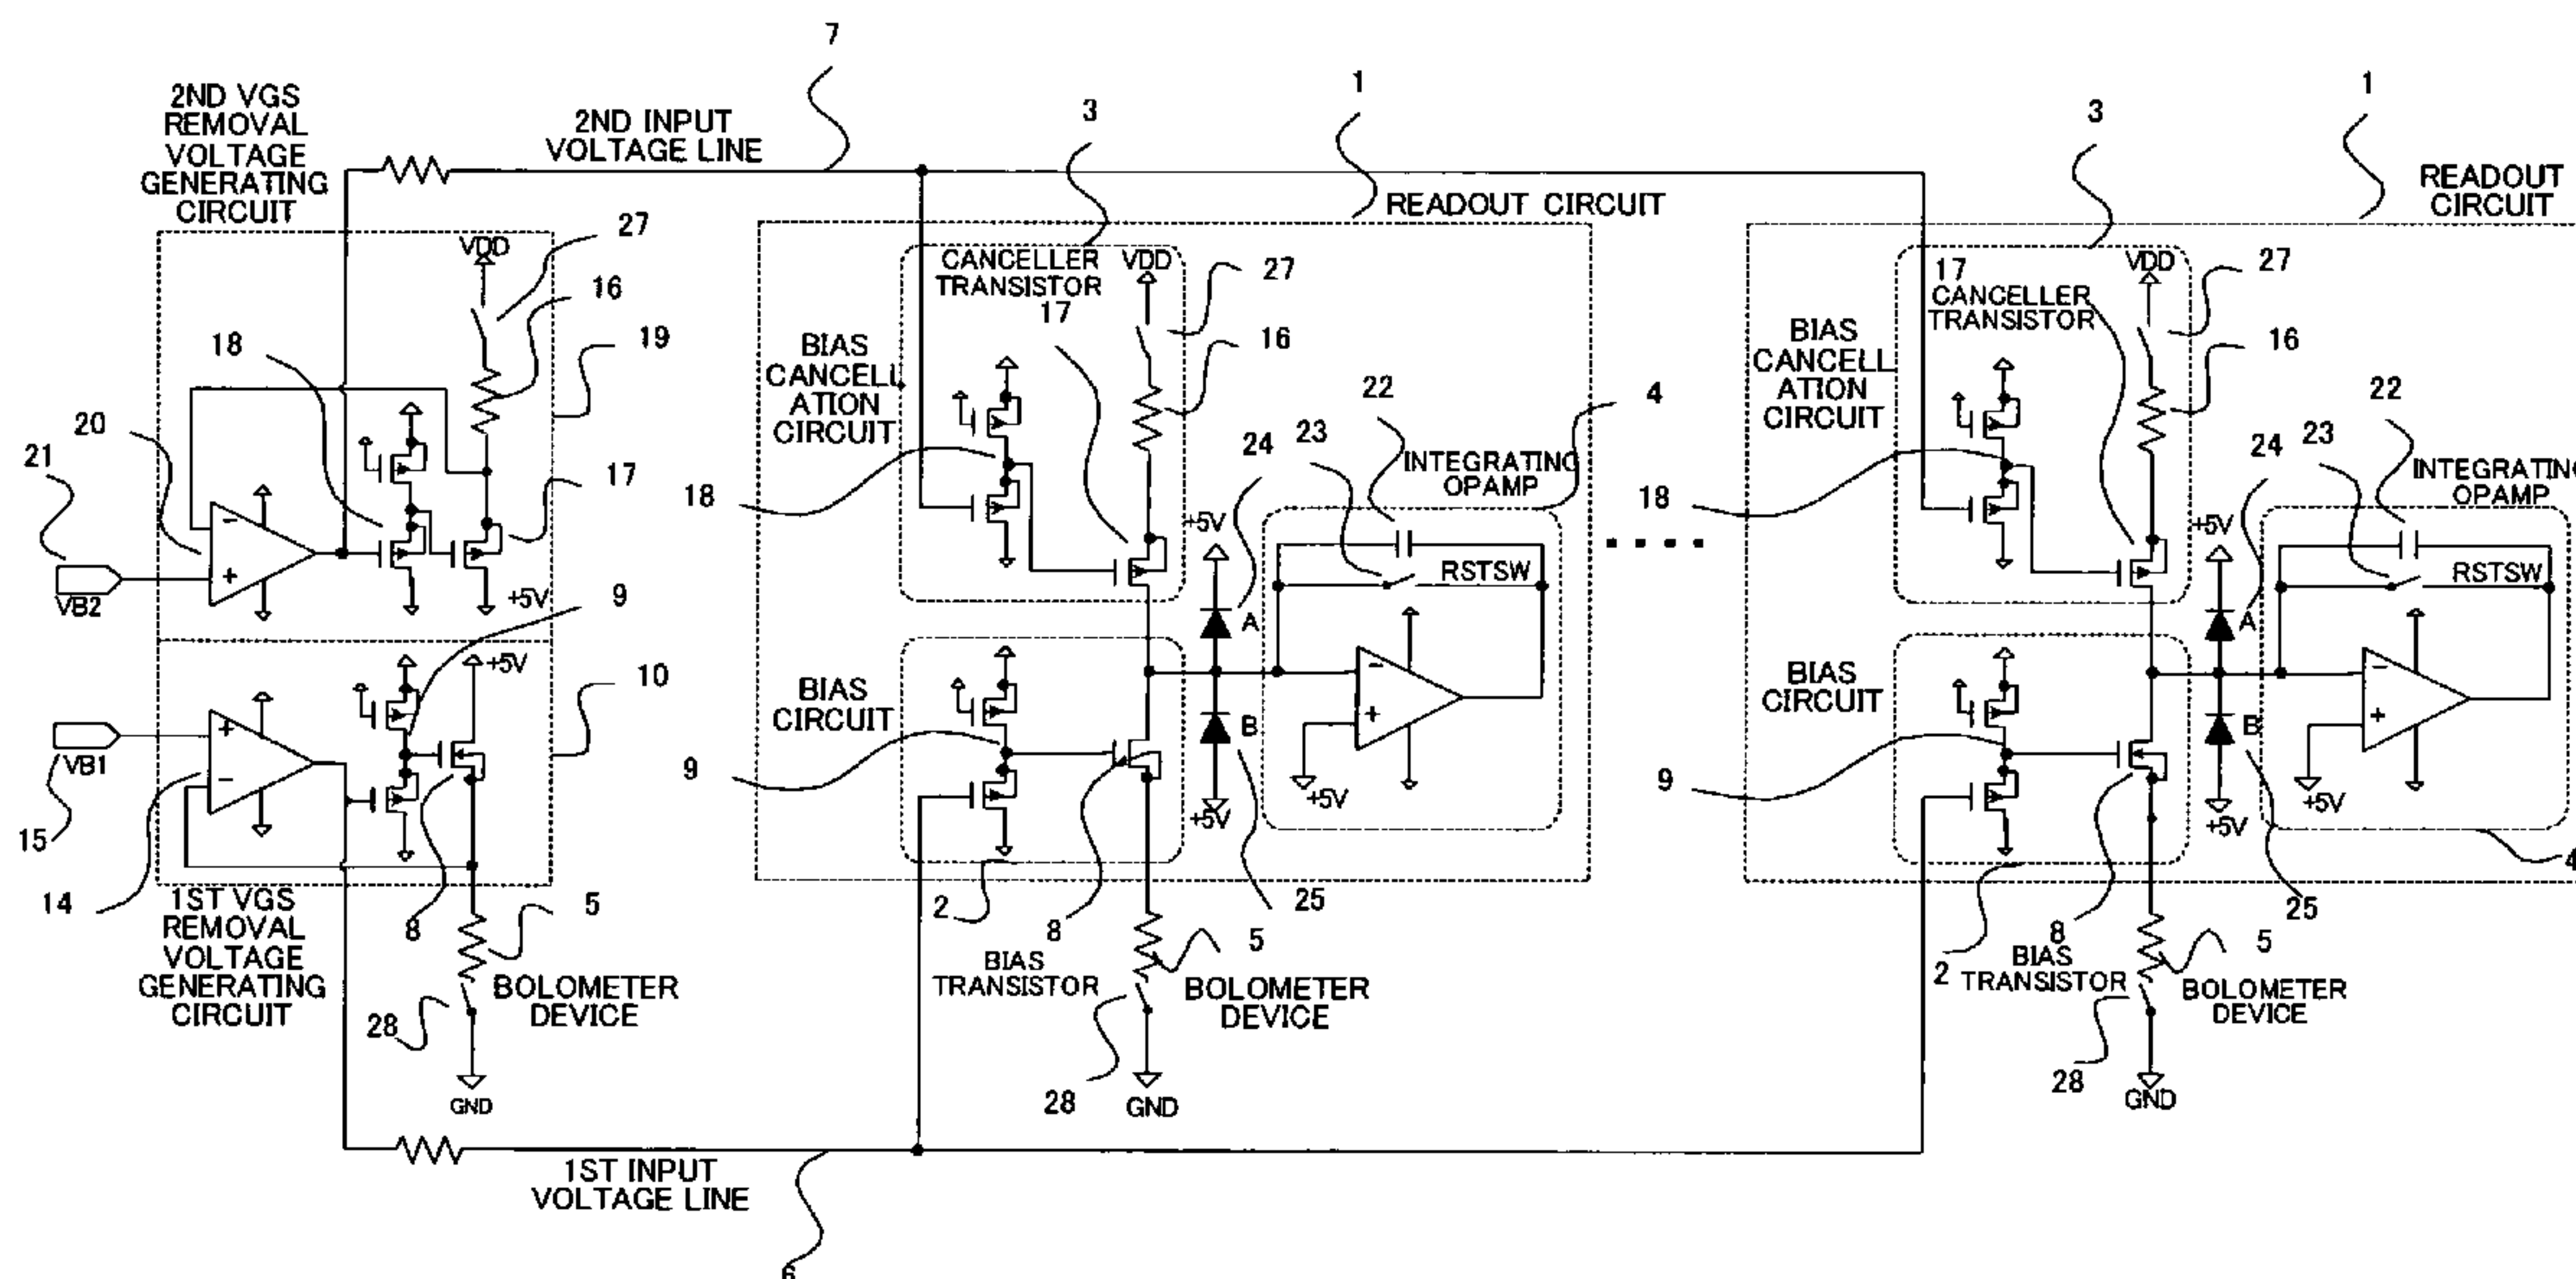 7
2ND VGS
REMOVAL
VOLTAGE
GENERATING
CIRCUIT
2ND INPUT
VOLTAGE LINE
3
1
READOUT CIRCUIT
3
1
READOUT
CIRCUIT
VDD
27
16
19
18
20
21
VB2
17
+5V
9
+5V
10
VB1
15
14
1ST VGS
REMOVAL
VOLTAGE
GENERATING
CIRCUIT
8
5
BOLOMETER
DEVICE
28
GND
1ST INPUT
VOLTAGE LINE
6
CANCELLER
TRANSISTOR
17
VDD
27
16
BIAS
CANCELL
ATION
CIRCUIT
18
24
23
22
4
INTEGRATING
OPAMP
RSTSW
+5V
A
B
+5V
+5V
-
+
BIAS
CIRCUIT
9
2
8
25
BIAS
TRANSISTOR
5
BOLOMETER
DEVICE
28
GND
17
CANCELLER
TRANSISTOR
VDD
27
16
BIAS
CANCELL
ATION
CIRCUIT
18
24
23
22
INTEGRATING
OPAMP
RSTSW
+5V
A
B
+5V
+5V
-
+
BIAS
CIRCUIT
9
2
8
25
4
BIAS
TRANSISTOR
5
BOLOMETER
DEVICE
28
GND
-
+
+
-